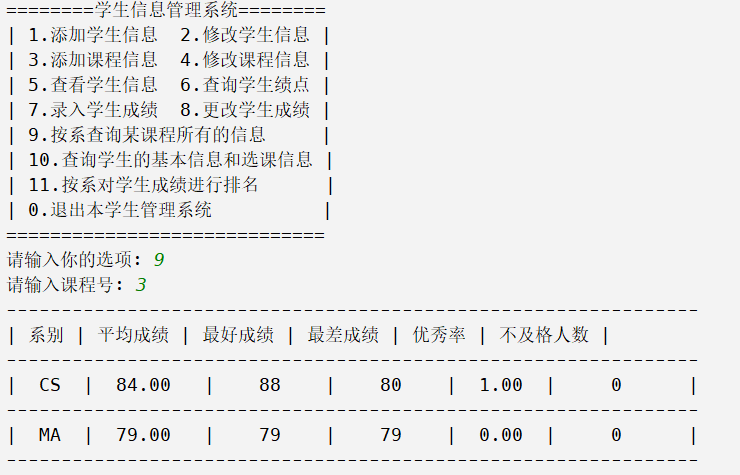 ========学生信息管理系统========
| 1.添加学生信息  2.修改学生信息 |
| 3.添加课程信息  4.修改课程信息 |
| 5.查看学生信息  6.查询学生绩点 |
| 7.录入学生成绩  8.更改学生成绩 |
| 9.按系查询某课程所有的信息     |
| 10.查询学生的基本信息和选课信息 |
| 11.按系对学生成绩进行排名      |
| 0.退出本学生管理系统          |
=============================
请输入你的选项: 9
请输入课程号: 3
---------------------------------------------------------------
| 系别 | 平均成绩 | 最好成绩 | 最差成绩 | 优秀率 | 不及格人数 |
---------------------------------------------------------------
|  CS  |  84.00   |    88    |    80    |  1.00  |     0      |
---------------------------------------------------------------
|  MA  |  79.00   |    79    |    79    |  0.00  |     0      |
---------------------------------------------------------------